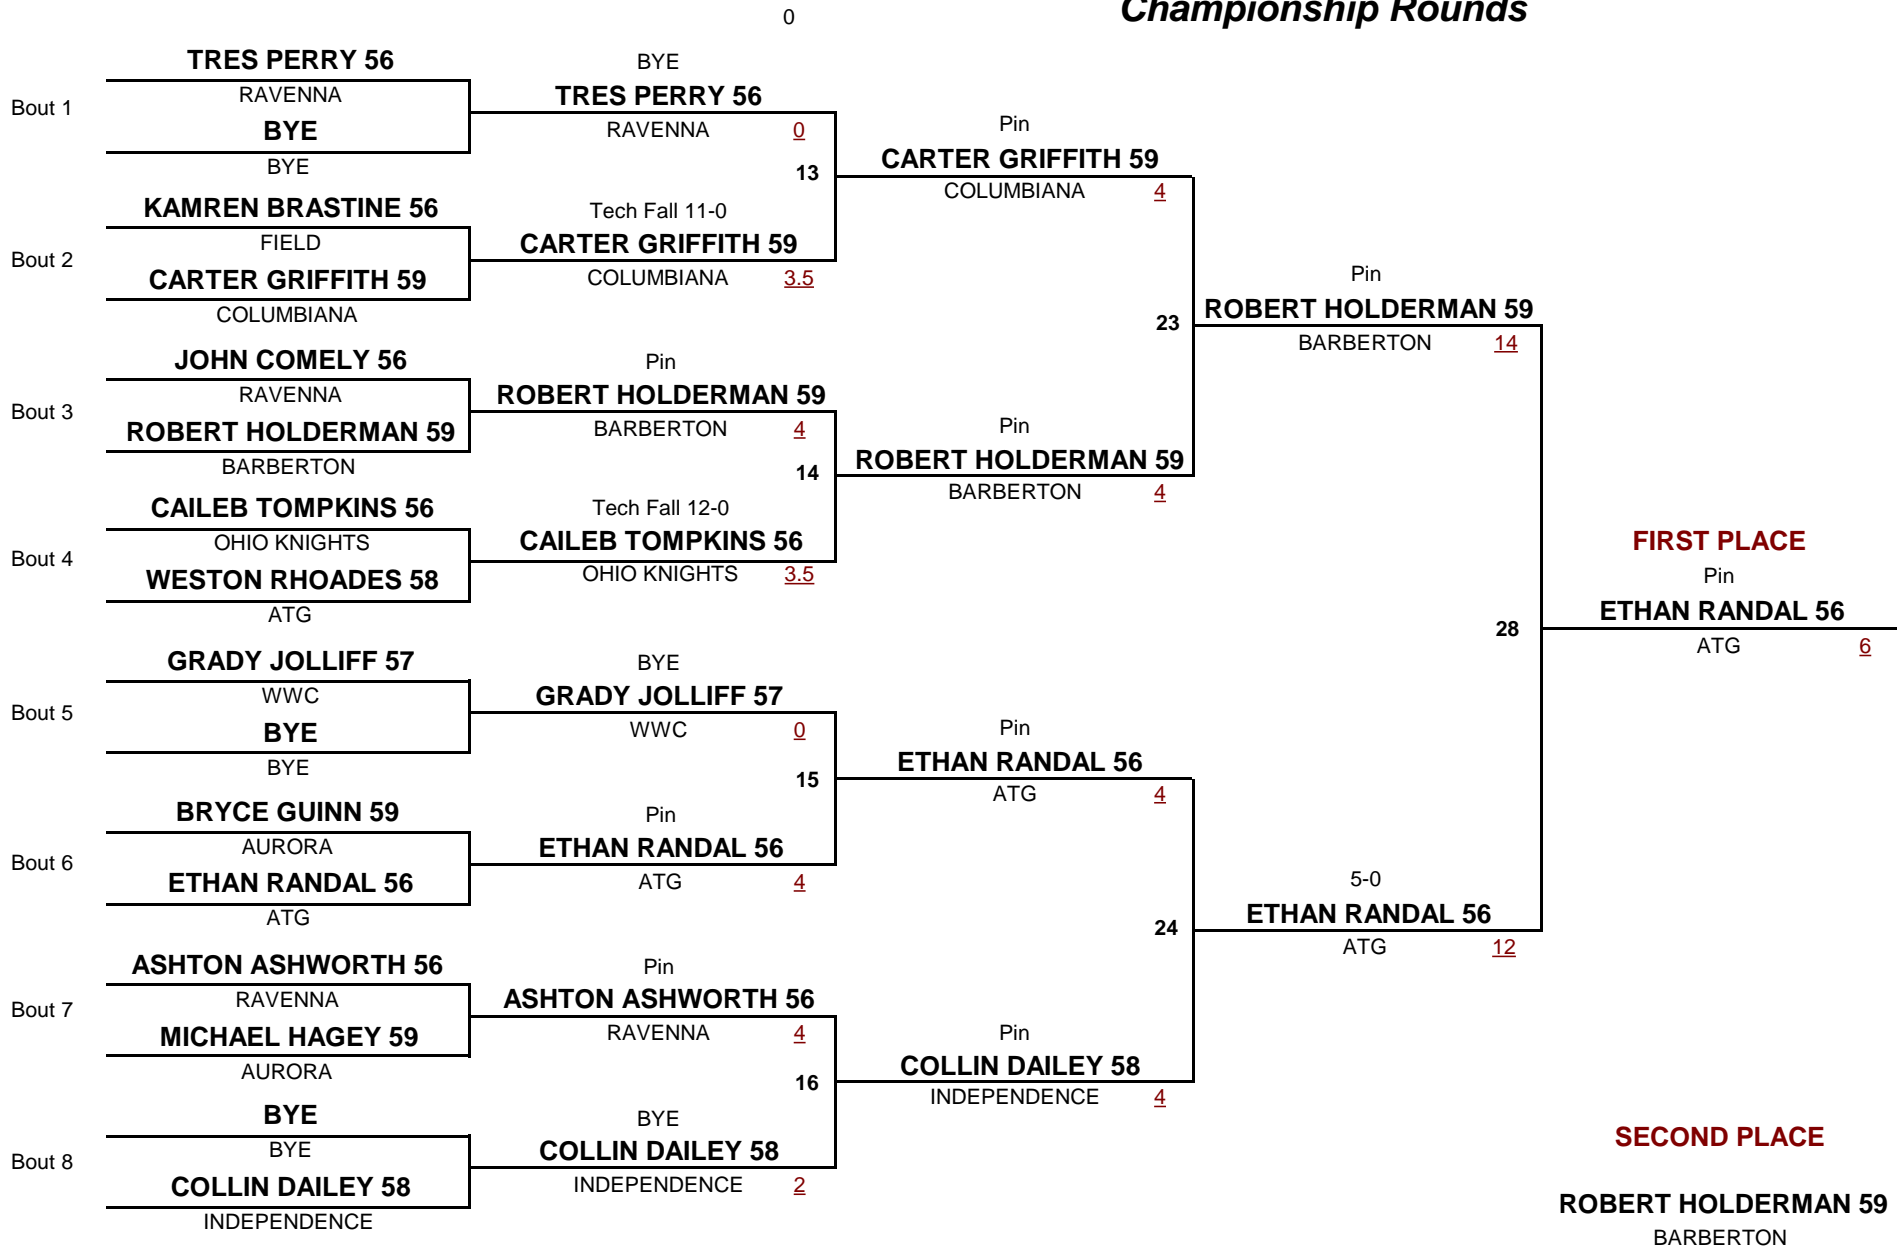 Championship Rounds
0
TRES PERRY 56
RAVENNA
Bout 1
BYE
BYE
KAMREN BRASTINE 56
FIELD
Bout 2
CARTER GRIFFITH 59
COLUMBIANA
JOHN COMELY 56
RAVENNA
Bout 3
ROBERT HOLDERMAN 59
BARBERTON
CAILEB TOMPKINS 56
OHIO KNIGHTS
Bout 4
WESTON RHOADES 58
ATG
GRADY JOLLIFF 57
WWC
Bout 5
BYE
BYE
BRYCE GUINN 59
AURORA
Bout 6
ETHAN RANDAL 56
ATG
ASHTON ASHWORTH 56
RAVENNA
Bout 7
MICHAEL HAGEY 59
AURORA
BYE
BYE
Bout 8
COLLIN DAILEY 58
INDEPENDENCE
BYE
TRES PERRY 56
RAVENNA 0
13
Tech Fall 11-0
CARTER GRIFFITH 59
COLUMBIANA 3.5
Pin
ROBERT HOLDERMAN 59
BARBERTON 4
14
Tech Fall 12-0
CAILEB TOMPKINS 56
OHIO KNIGHTS 3.5
BYE
GRADY JOLLIFF 57
WWC 0
15
Pin
ETHAN RANDAL 56
ATG 4
Pin
ASHTON ASHWORTH 56
RAVENNA 4
16
BYE
COLLIN DAILEY 58
INDEPENDENCE 2
Pin
CARTER GRIFFITH 59
COLUMBIANA 4
23
Pin
ROBERT HOLDERMAN 59
BARBERTON 4
Pin
ETHAN RANDAL 56
ATG 4
24
Pin
COLLIN DAILEY 58
INDEPENDENCE 4
Pin
ROBERT HOLDERMAN 59
BARBERTON 14
28
5-0
ETHAN RANDAL 56
ATG 12
FIRST PLACE
Pin
ETHAN RANDAL 56
ATG 6
SECOND PLACE
ROBERT HOLDERMAN 59
BARBERTON